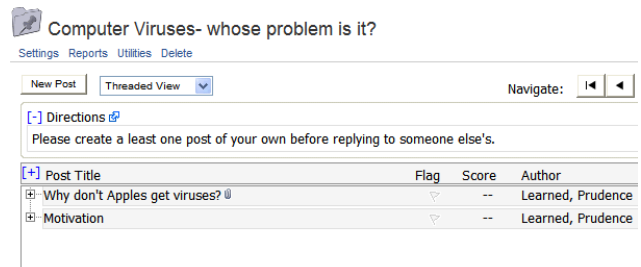 Computer Viruses- whose problem is it?
Settings Reports Utilities Delete
New Post Threaded View Navigate:
[-] Directions
Please create a least one post of your own before replying to someone else's.
[+] Post Title Flag Score Author
Why don't Apples get viruses? -- Learned, Prudence
Motivation -- Learned, Prudence